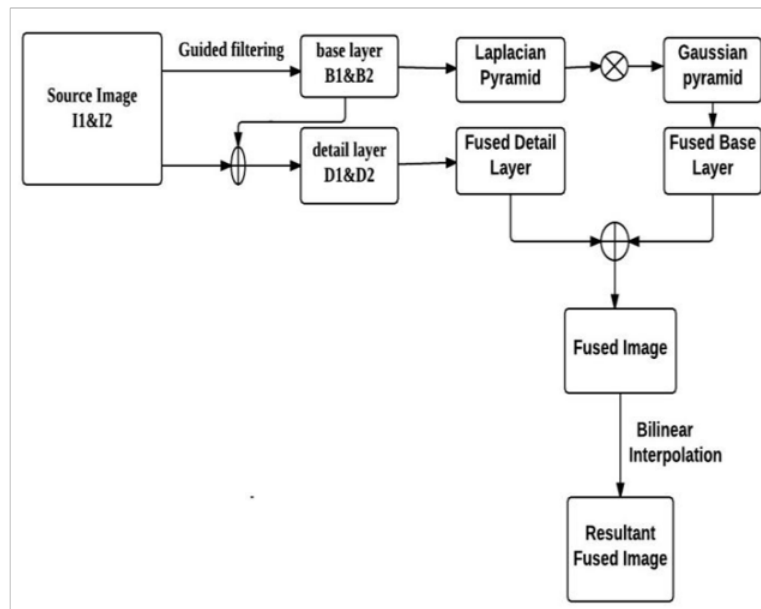 Guided filtering
Source Image
I1&I2
base layer
B1&B2
Laplacian
Pyramid
Gaussian
pyramid
detail layer
D1&D2
Fused Detail
Layer
Fused Base
Layer
Fused Image
Bilinear
Interpolation
Resultant
Fused Image